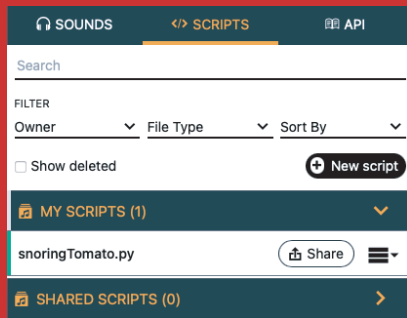 SOUNDS </> SCRIPTS API
Search
FILTER
Owner File Type Sort By
Show deleted New script
MY SCRIPTS (1)
snoringTomato.py Share
SHARED SCRIPTS (0)